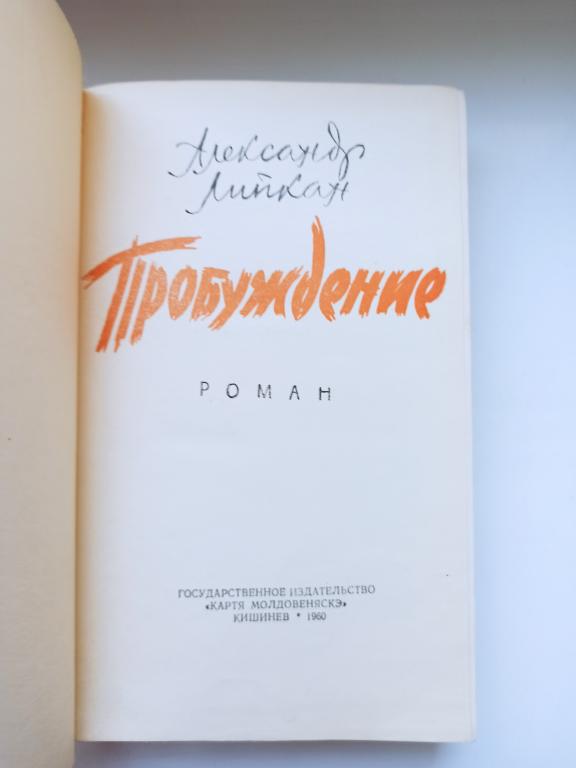 Александр
Липкан
Пробуждение
РОМАН
ГОСУДАРСТВЕННОЕ ИЗДАТЕЛЬСТВО
«КАРТЯ МОЛДОВЕНЯСКЭ»
КИШИНЕВ * 1960